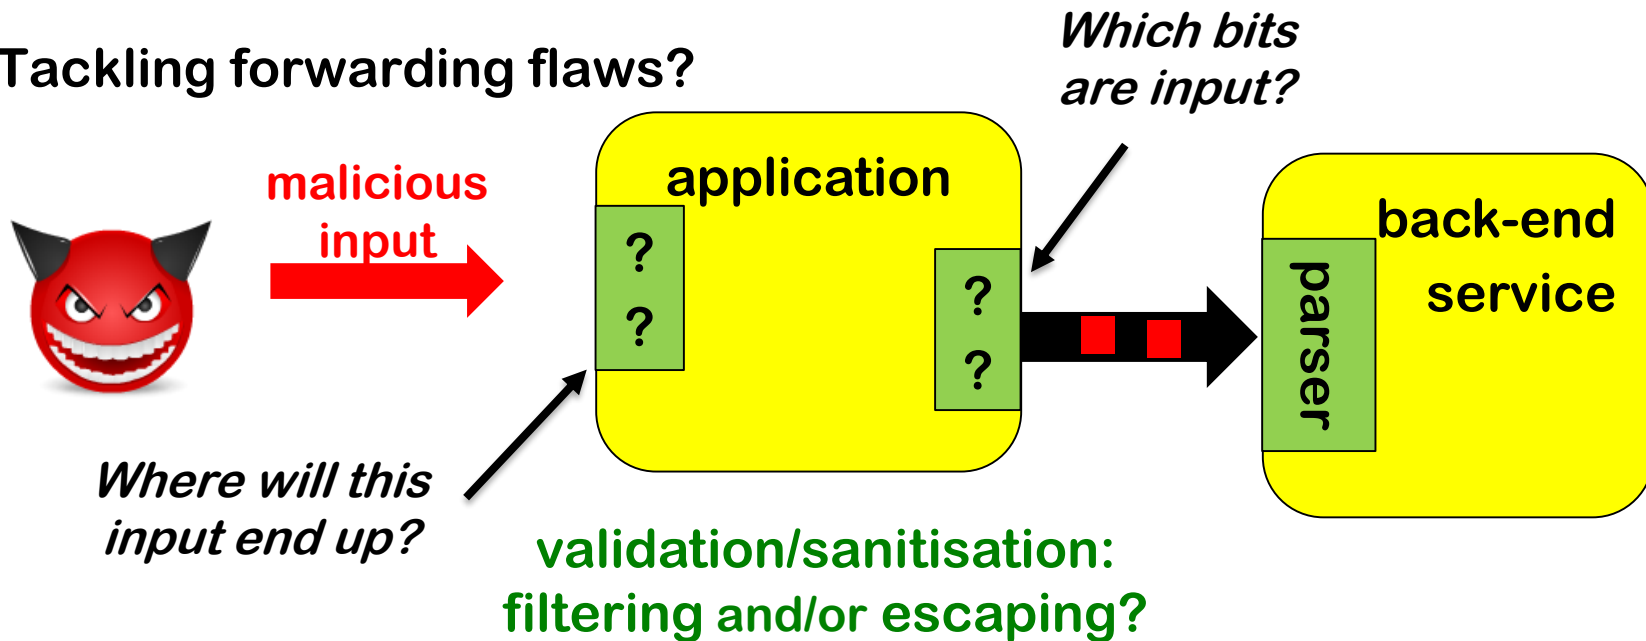 Tackling forwarding flaws?
Which bits
are input?
malicious
input
application
?
?
?
?
back-end
service
parser
Where will this
input end up?
validation/sanitisation:
filtering and/or escaping?